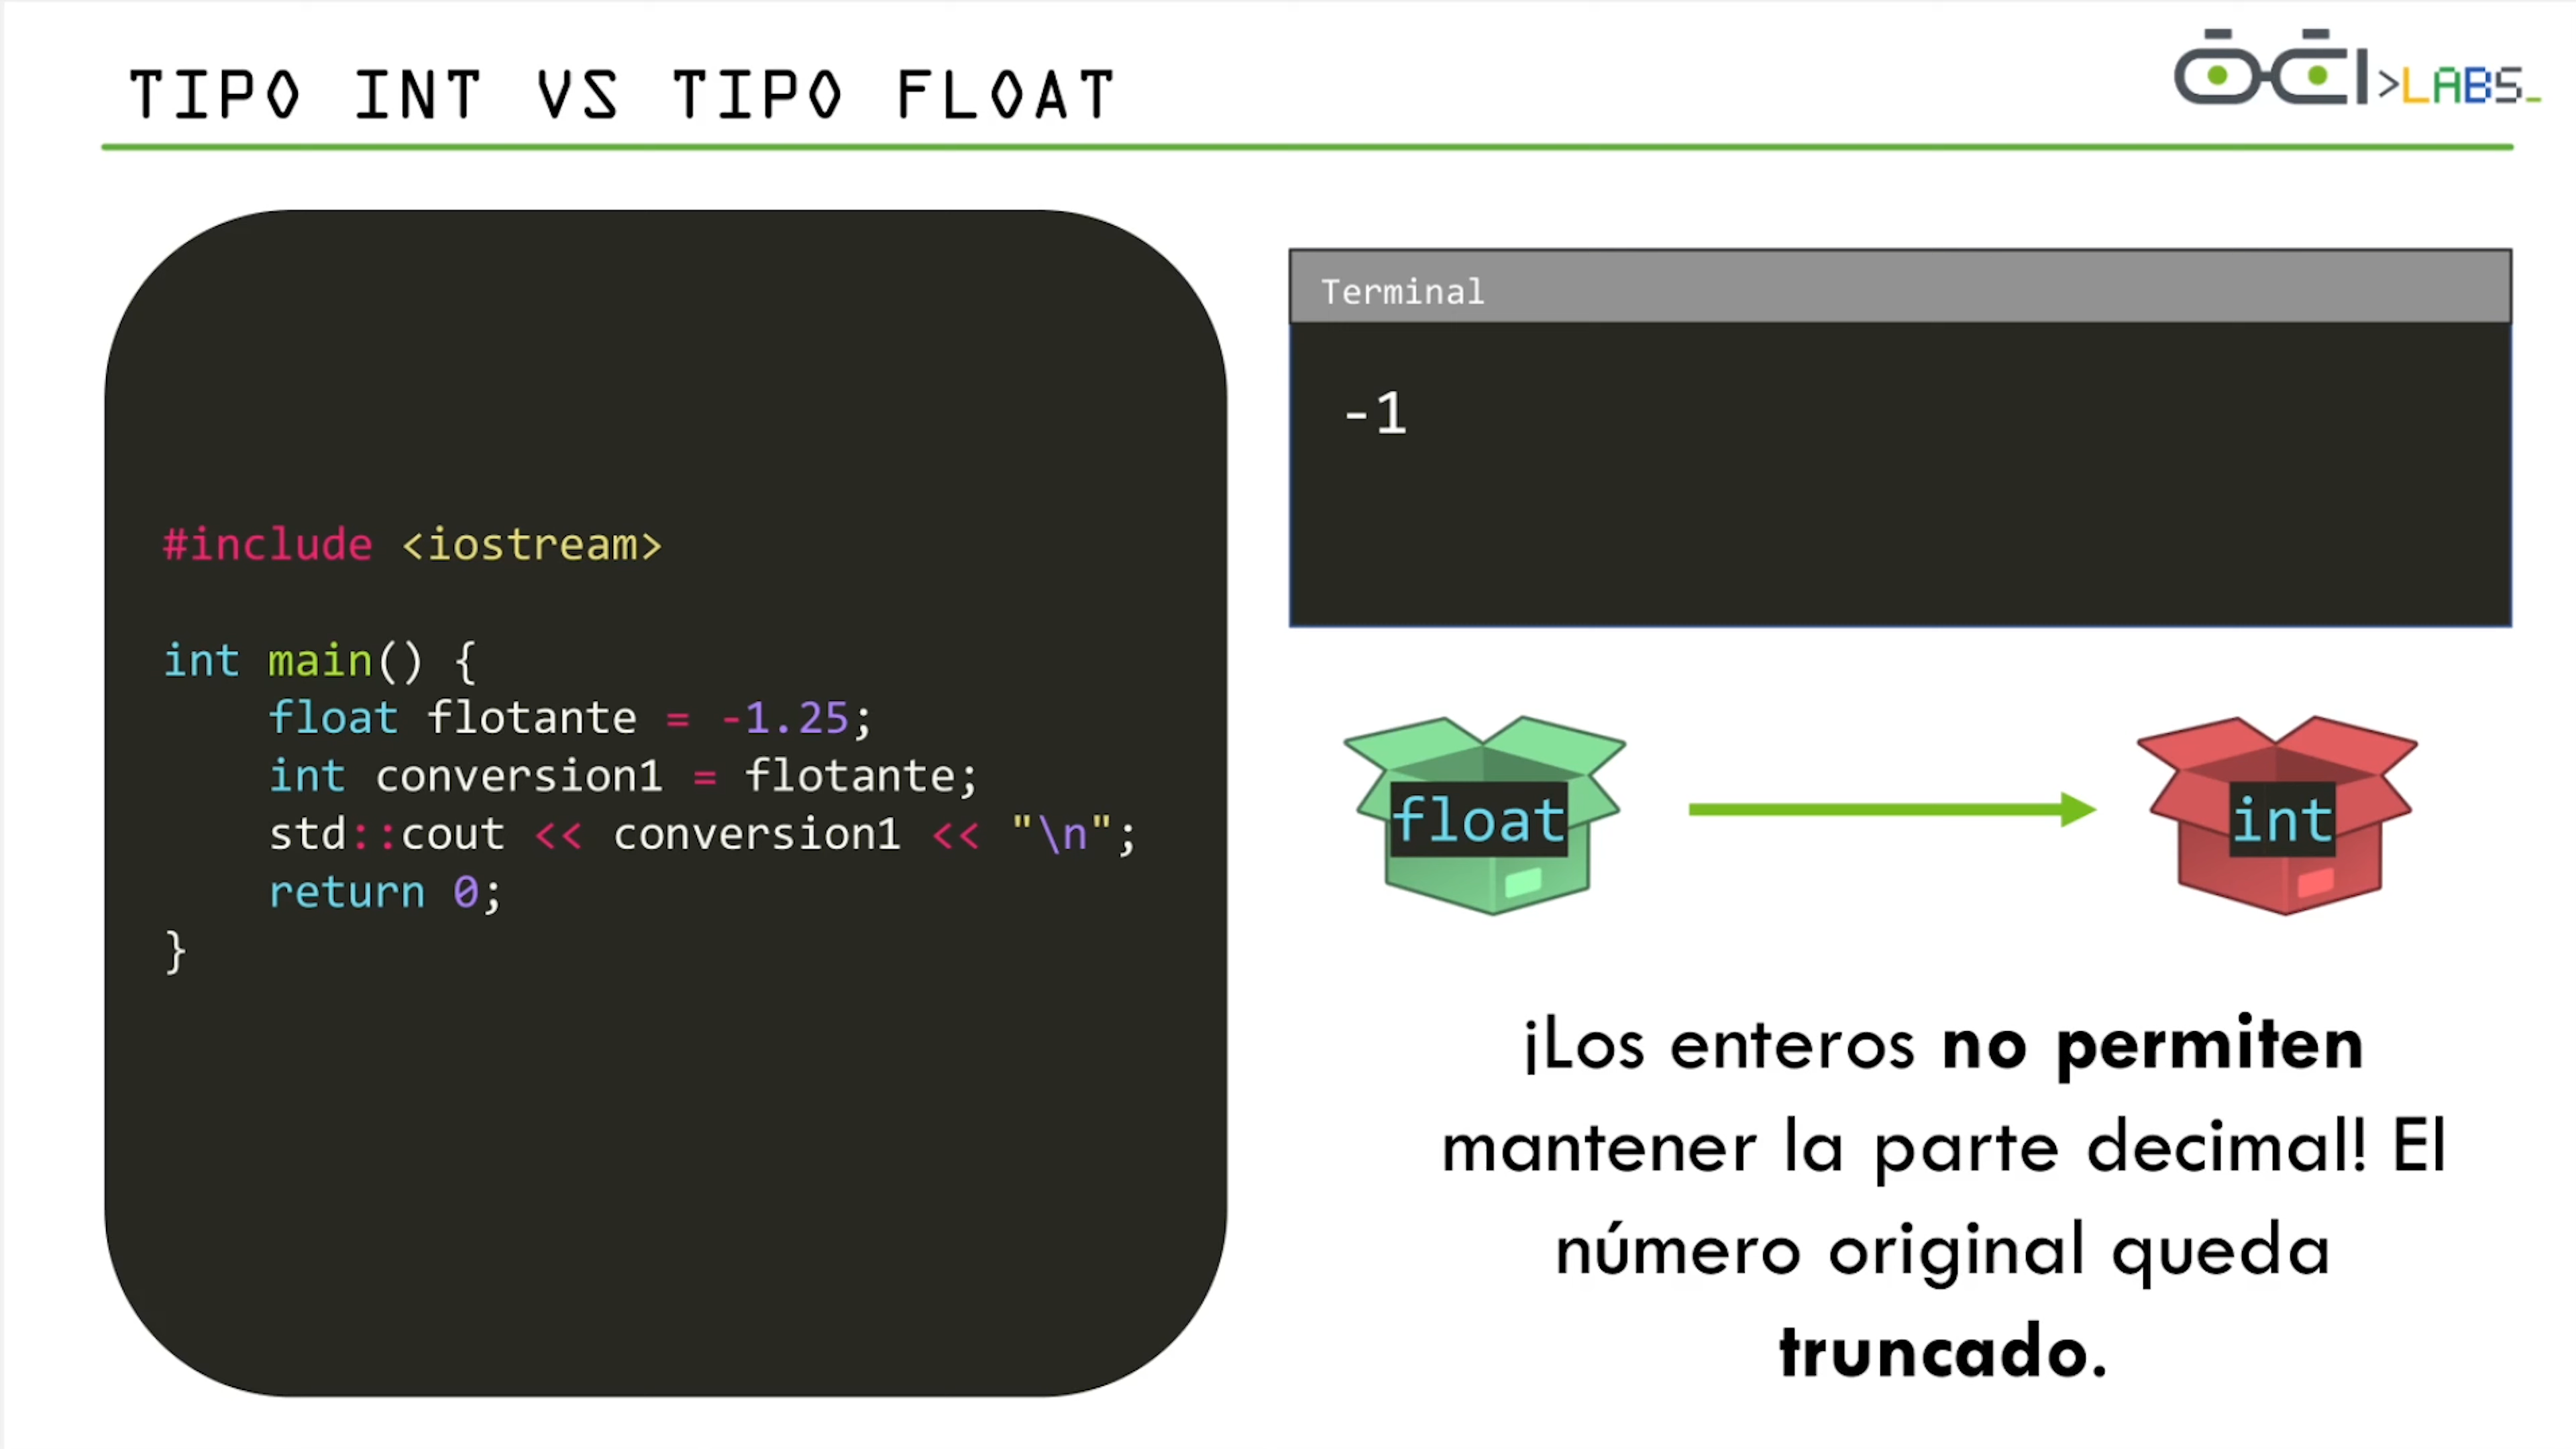 TIPO INT VS TIPO FLOAT
OCI>LABS_
#include <iostream>
int main() {
    float flotante = -1.25;
    int conversion1 = flotante;
    std::cout << conversion1 << "\n";
    return 0;
}
Terminal
-1
float
int
¡Los enteros no permiten
mantener la parte decimal! El
número original queda
truncado.